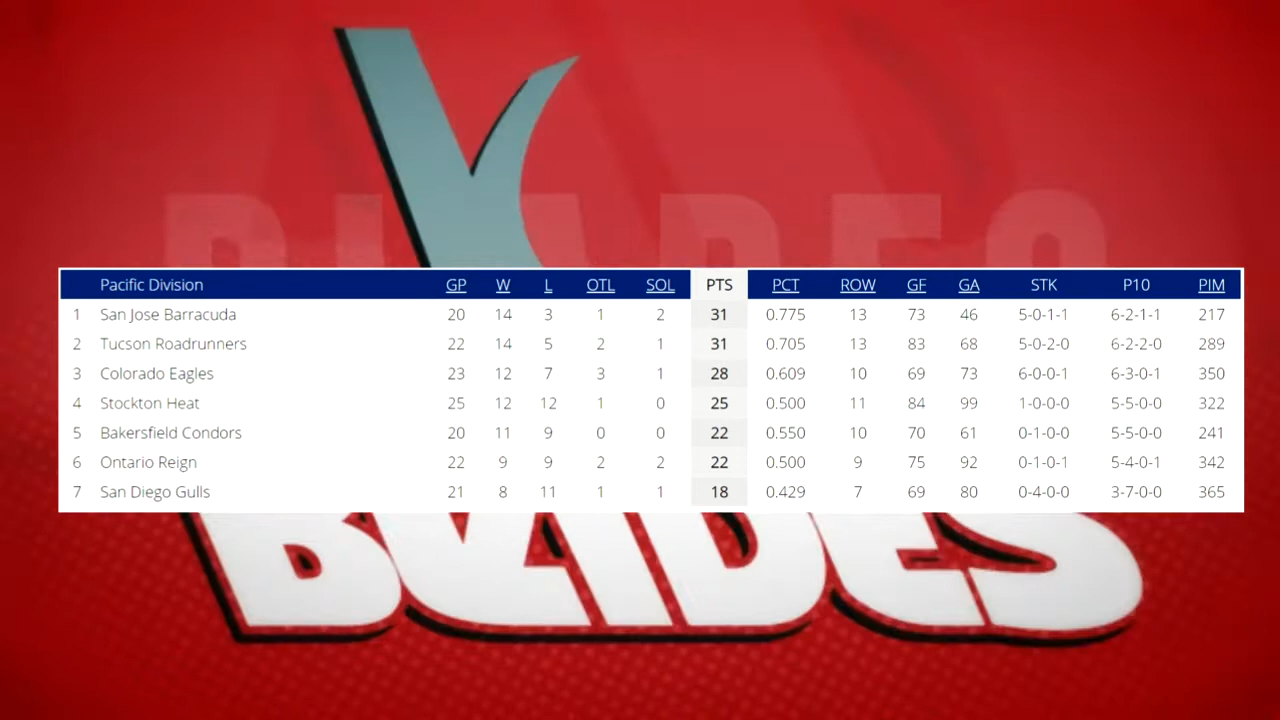 BLADES
Pacific Division GP W L OTL SOL PTS PCT ROW GF GA STK P10 PIM
1 San Jose Barracuda 20 14 3 1 2 31 0.775 13 73 46 5-0-1-1 6-2-1-1 217
2 Tucson Roadrunners 22 14 5 2 1 31 0.705 13 83 68 5-0-2-0 6-2-2-0 289
3 Colorado Eagles 23 12 7 3 1 28 0.609 10 69 73 6-0-0-1 6-3-0-1 350
4 Stockton Heat 25 12 12 1 0 25 0.500 11 84 99 1-0-0-0 5-5-0-0 322
5 Bakersfield Condors 20 11 9 0 0 22 0.550 10 70 61 0-1-0-0 5-5-0-0 241
6 Ontario Reign 22 9 9 2 2 22 0.500 9 75 92 0-1-0-1 5-4-0-1 342
7 San Diego Gulls 21 8 11 1 1 18 0.429 7 69 80 0-4-0-0 3-7-0-0 365
BLADES